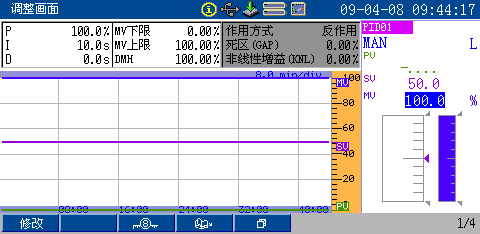 调整画面 09-04-08 09:44:17
P 100.0% MV下限 0.00% 作用方式 反作用
I 10.0s MV上限 100.00% 死区(GAP) 0.00%
D 0.0s DMH 100.00% 非线性增益(KNL) 0.00%
PID01
MAN L
PV
SV 50.0
MV 100.0 %
8.0 min/div
100
MV
80
60
SV
40
20
PV
08:00 16:00 24:00 32:00 40:00
修改 1/4